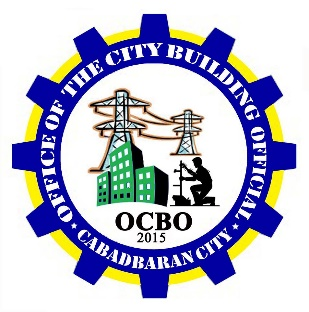 OFFICE OF THE CITY BUILDING OFFICIAL
OCBO
2015
CABADBARAN CITY